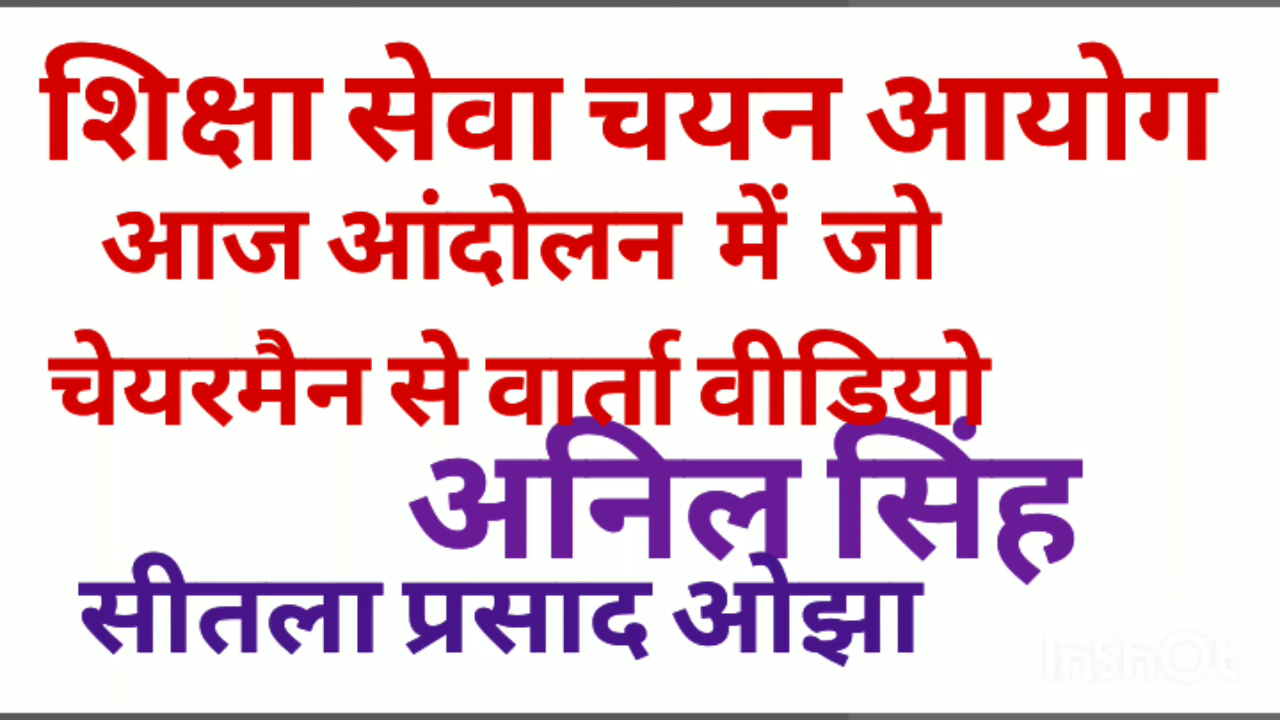 शिक्षा सेवा चयन आयोग
आज आंदोलन में जो
चेयरमैन से वार्ता वीडियो
अनिल सिंह
सीतला प्रसाद ओझा
InShOt